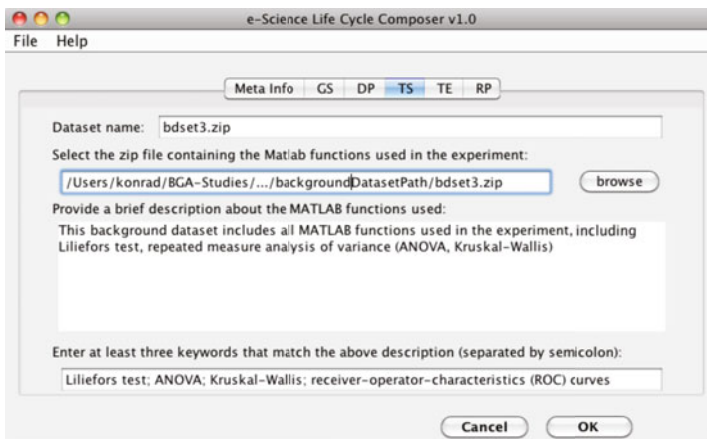 e-Science Life Cycle Composer v1.0
File Help
Meta Info GS DP TS TE RP
Dataset name: bdset3.zip
Select the zip file containing the Matlab functions used in the experiment:
/Users/konrad/BGA-Studies/.../backgroundDatasetPath/bdset3.zip browse
Provide a brief description about the MATLAB functions used:
This background dataset includes all MATLAB functions used in the experiment, including
Liliefors test, repeated measure analysis of variance (ANOVA, Kruskal-Wallis)
Enter at least three keywords that match the above description (separated by semicolon):
Liliefors test; ANOVA; Kruskal-Wallis; receiver-operator-characteristics (ROC) curves
Cancel OK